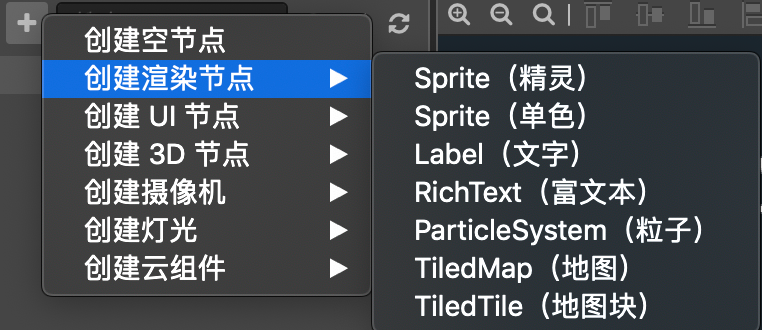 创建空节点
创建渲染节点
创建 UI 节点
创建 3D 节点
创建摄像机
创建灯光
创建云组件
Sprite（精灵）
Sprite（单色）
Label（文字）
RichText（富文本）
ParticleSystem（粒子）
TiledMap（地图）
TiledTile（地图块）